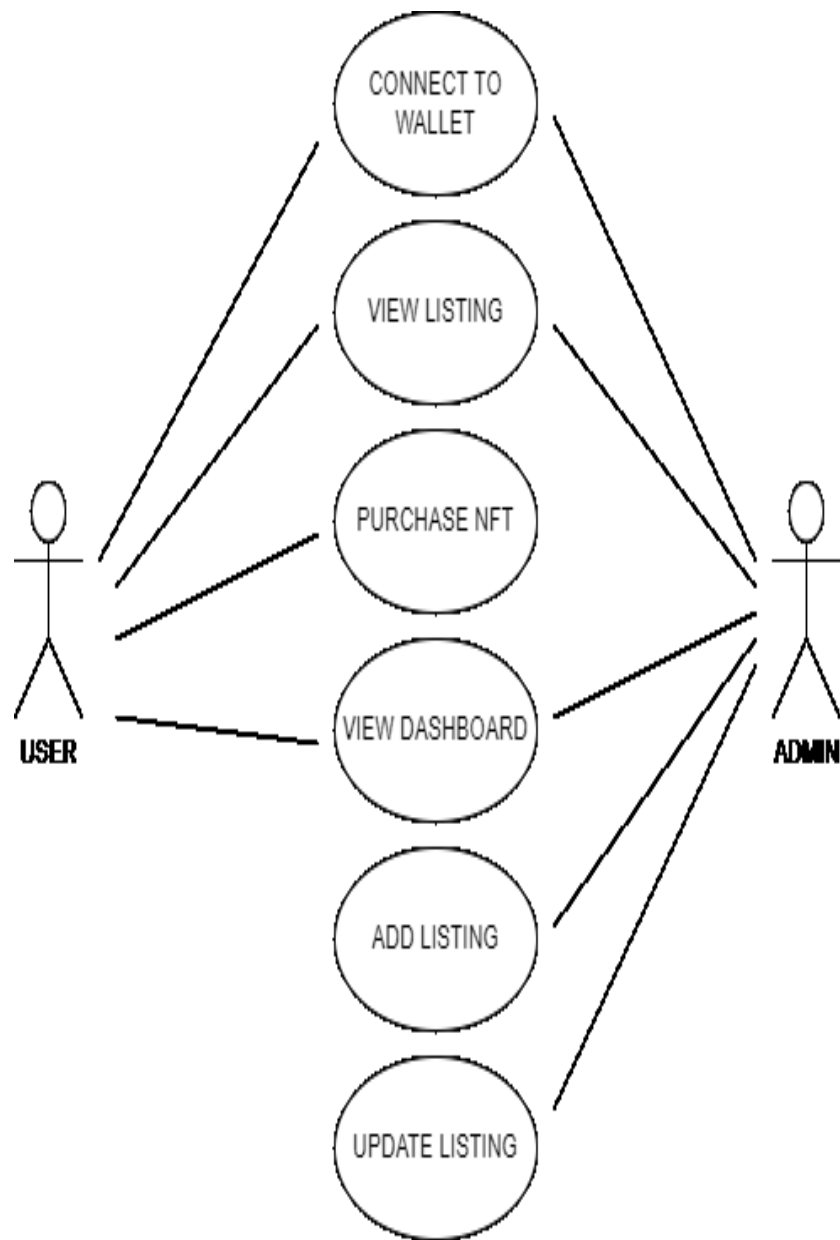 CONNECT TO
WALLET
VIEW LISTING
PURCHASE NFT
VIEW DASHBOARD
USER
ADMIN
ADD LISTING
UPDATE LISTING